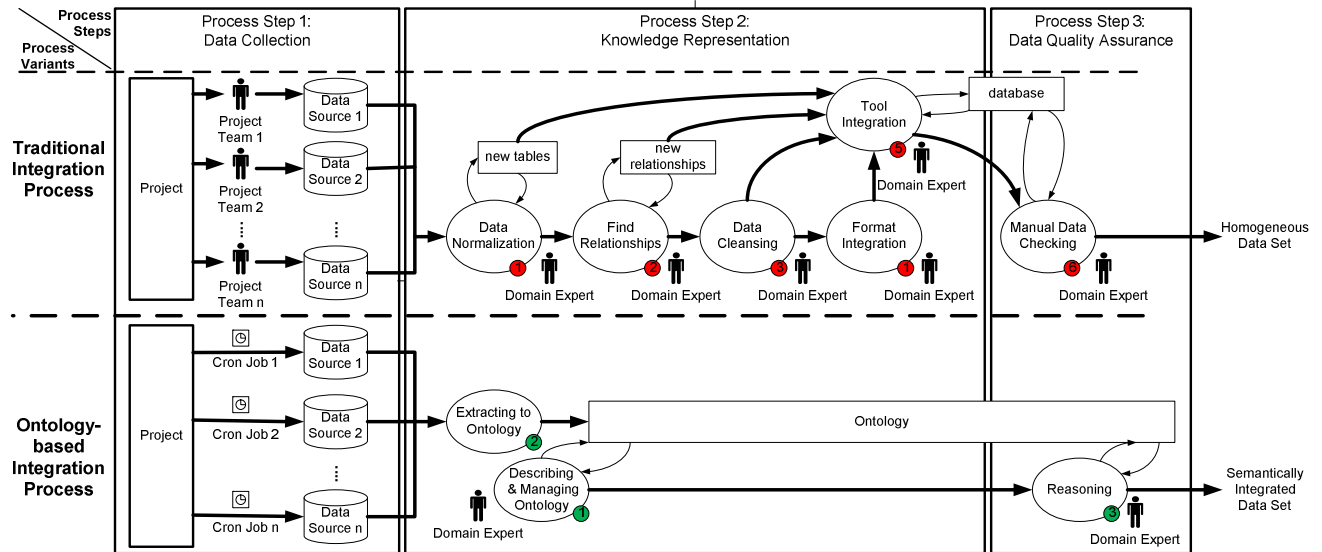 Process
Steps
Process
Variants
Process Step 1:
Data Collection
Process Step 2:
Knowledge Representation
Process Step 3:
Data Quality Assurance
Traditional
Integration
Process
Project
Project
Team 1
Project
Team 2
Project
Team n
Data
Source 1
Data
Source 2
Data
Source n
new tables
new
relationships
Tool
Integration
5
Domain Expert
database
Data
Normalization
1
Domain Expert
Find
Relationships
2
Domain Expert
Data
Cleansing
3
Domain Expert
Format
Integration
1
Domain Expert
Manual Data
Checking
6
Domain Expert
Homogeneous
Data Set
Ontology-
based
Integration
Process
Project
Cron Job 1
Cron Job 2
Cron Job n
Data
Source 1
Data
Source 2
Data
Source n
Extracting to
Ontology
2
Ontology
Describing
& Managing
Ontology
1
Domain Expert
Reasoning
3
Domain Expert
Semantically
Integrated
Data Set